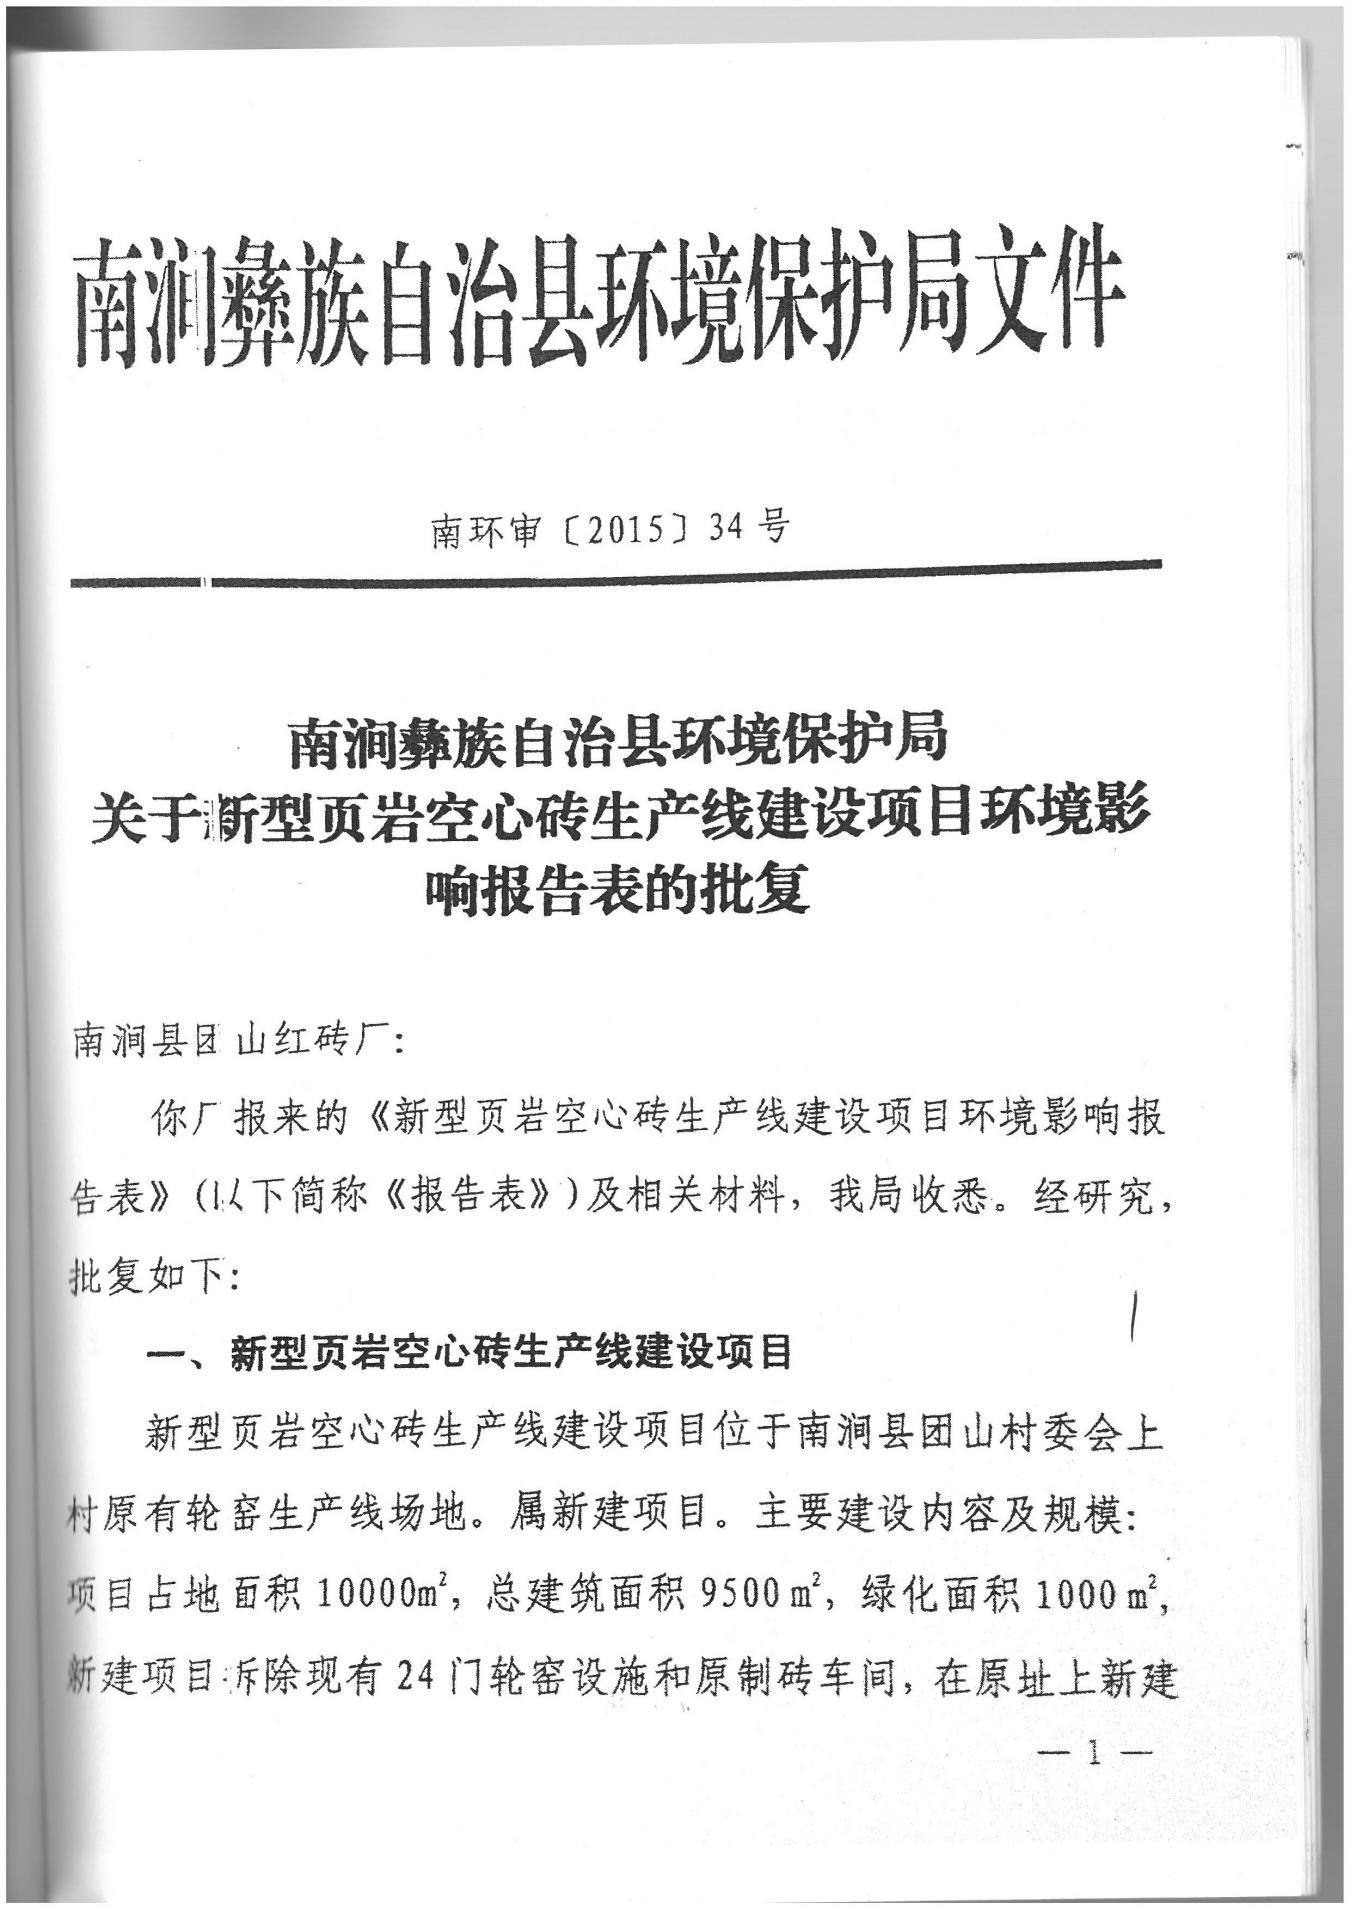 南涧彝族自治县环境保护局文件
南环审〔2015〕34号
南涧彝族自治县环境保护局
关于新型页岩空心砖生产线建设项目环境影
响报告表的批复
南涧县团山红砖厂：
你厂报来的《新型页岩空心砖生产线建设项目环境影响报
告表》（以下简称《报告表》）及相关材料，我局收悉。经研究，
批复如下：
一、新型页岩空心砖生产线建设项目
新型页岩空心砖生产线建设项目位于南涧县团山村委会上
村原有轮窑生产线场地。属新建项目。主要建设内容及规模：
项目占地面积10000m²，总建筑面积9500m²，绿化面积1000m²，
新建项目拆除现有24门轮窑设施和原制砖车间，在原址上新建
— 1 —